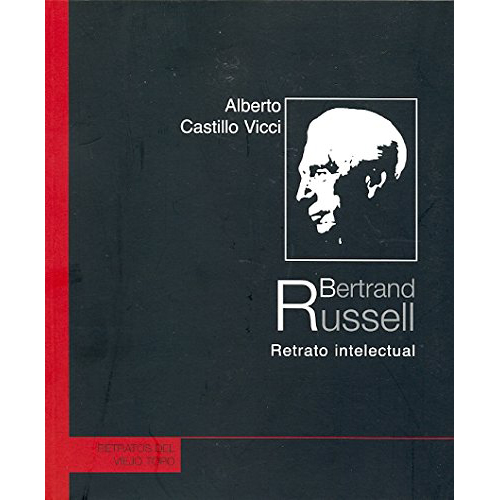 Alberto
Castillo Vicci
Bertrand
Russell
Retrato intelectual
RETRATOS DEL
VIEJO TOPO